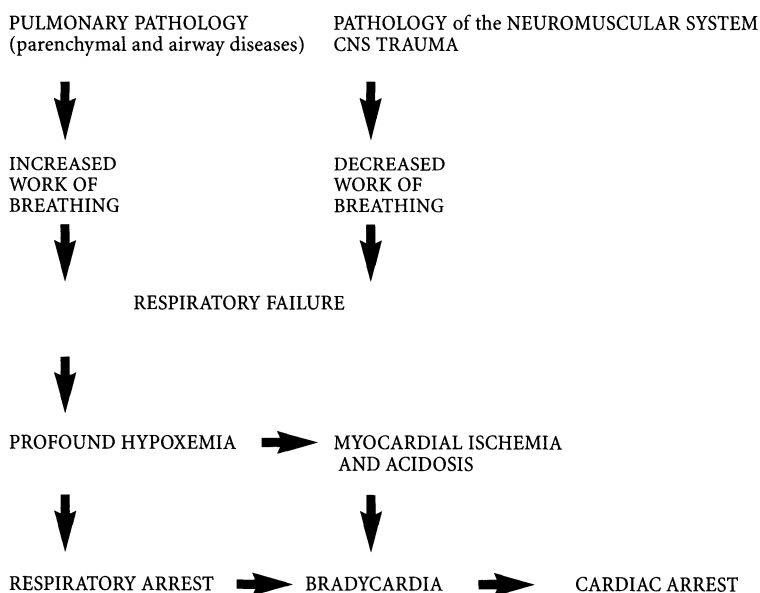 PULMONARY PATHOLOGY
(parenchymal and airway diseases)
PATHOLOGY of the NEUROMUSCULAR SYSTEM
CNS TRAUMA
INCREASED
WORK OF
BREATHING
DECREASED
WORK OF
BREATHING
RESPIRATORY FAILURE
PROFOUND HYPOXEMIA
MYOCARDIAL ISCHEMIA
AND ACIDOSIS
RESPIRATORY ARREST
BRADYCARDIA
CARDIAC ARREST